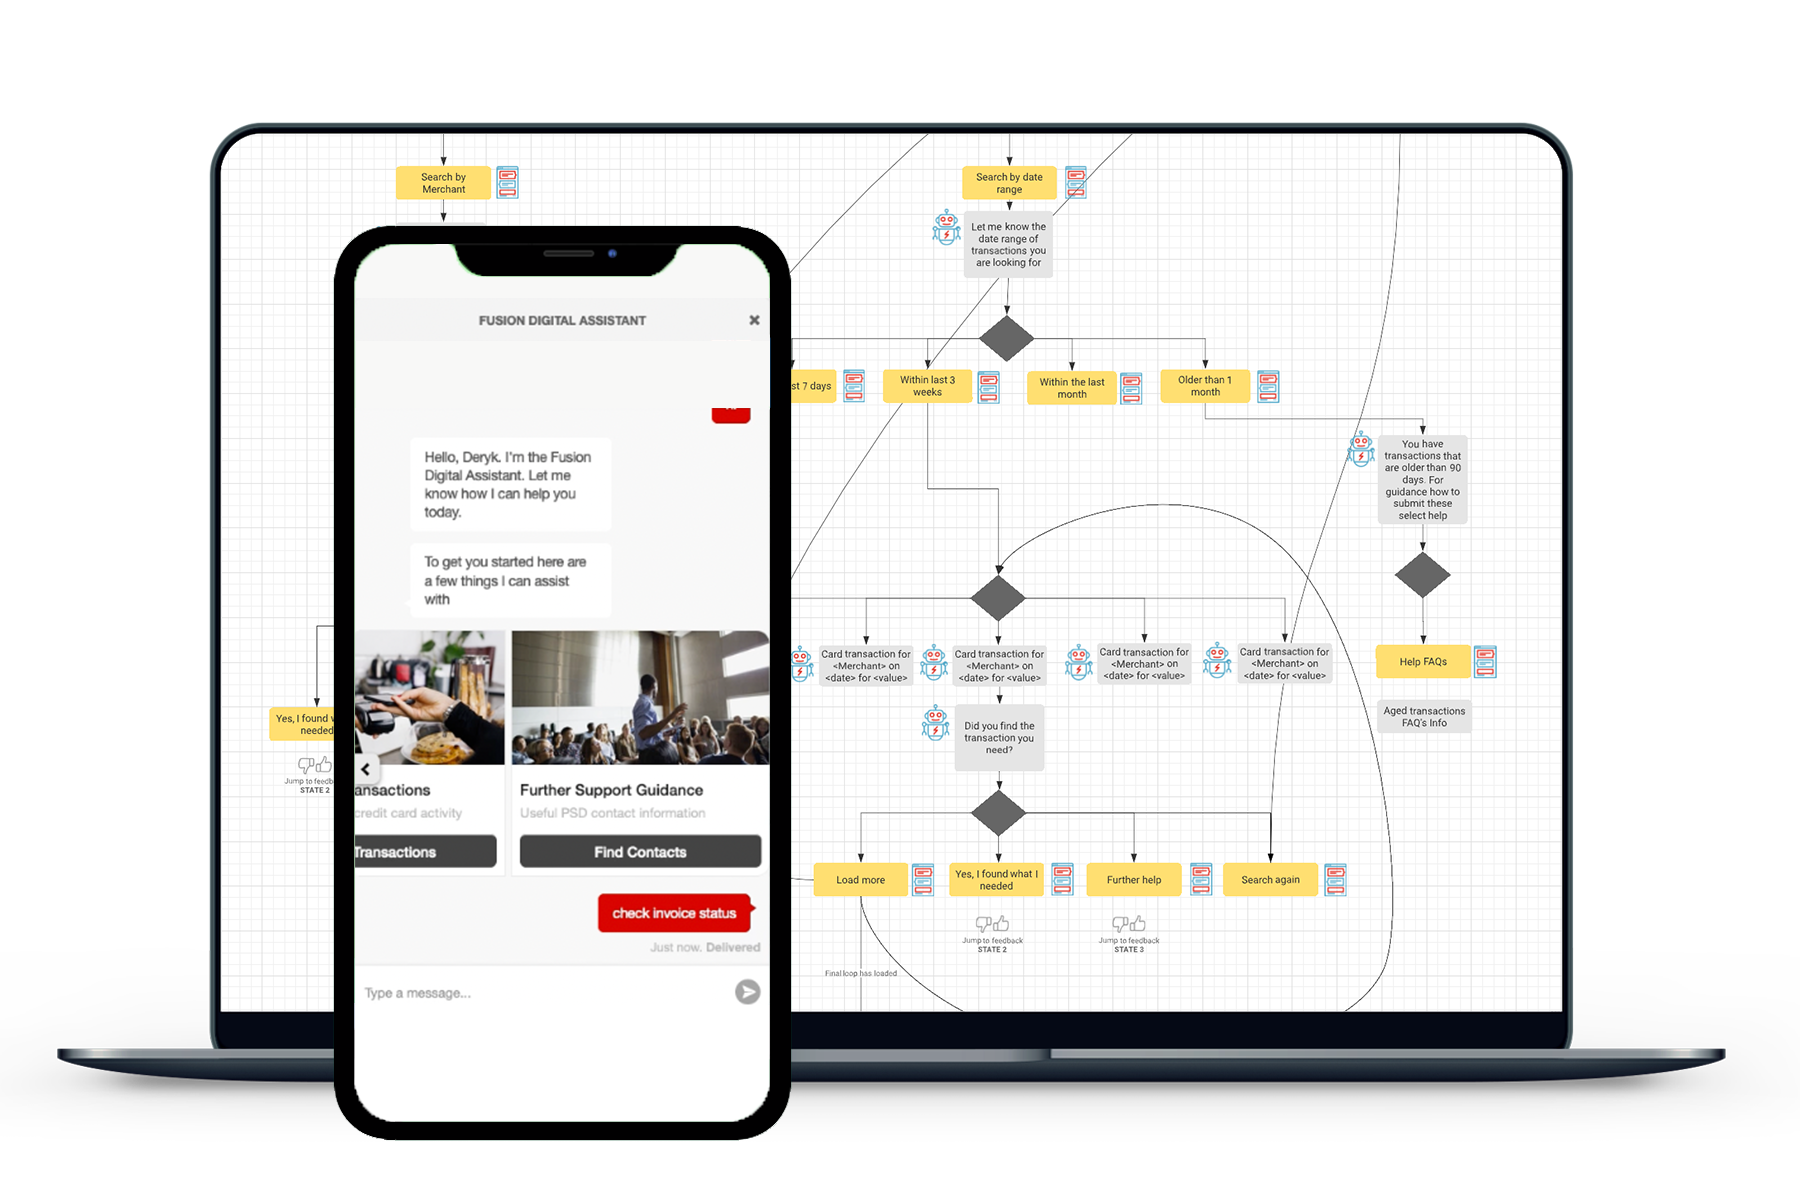 Search by
Merchant
Search by date
range
Let me know the
date range of
transactions you
are looking for
st 7 days
Within last 3
weeks
Within the last
month
Older than 1
month
You have
transactions that
are older than 90
days. For
guidance how to
submit these
select help
Card transaction for
<Merchant> on
<date> for <value>
Card transaction for
<Merchant> on
<date> for <value>
Card transaction for
<Merchant> on
<date> for <value>
Card transaction for
<Merchant> on
<date> for <value>
Help FAQs
Aged transactions
FAQ's Info
Did you find the
transaction you
need?
Yes, I found w
needed
Jump to feedb
STATE 2
Load more
Yes, I found what I
needed
Further help
Search again
Jump to feedback
STATE 2
Jump to feedback
STATE 3
Final loop has loaded
FUSION DIGITAL ASSISTANT
Hello, Deryk. I'm the Fusion
Digital Assistant. Let me
know how I can help you
today.
To get you started here are
a few things I can assist
with
ansactions
credit card activity
Transactions
Further Support Guidance
Useful PSD contact information
Find Contacts
check invoice status
Just now. Delivered
Type a message...